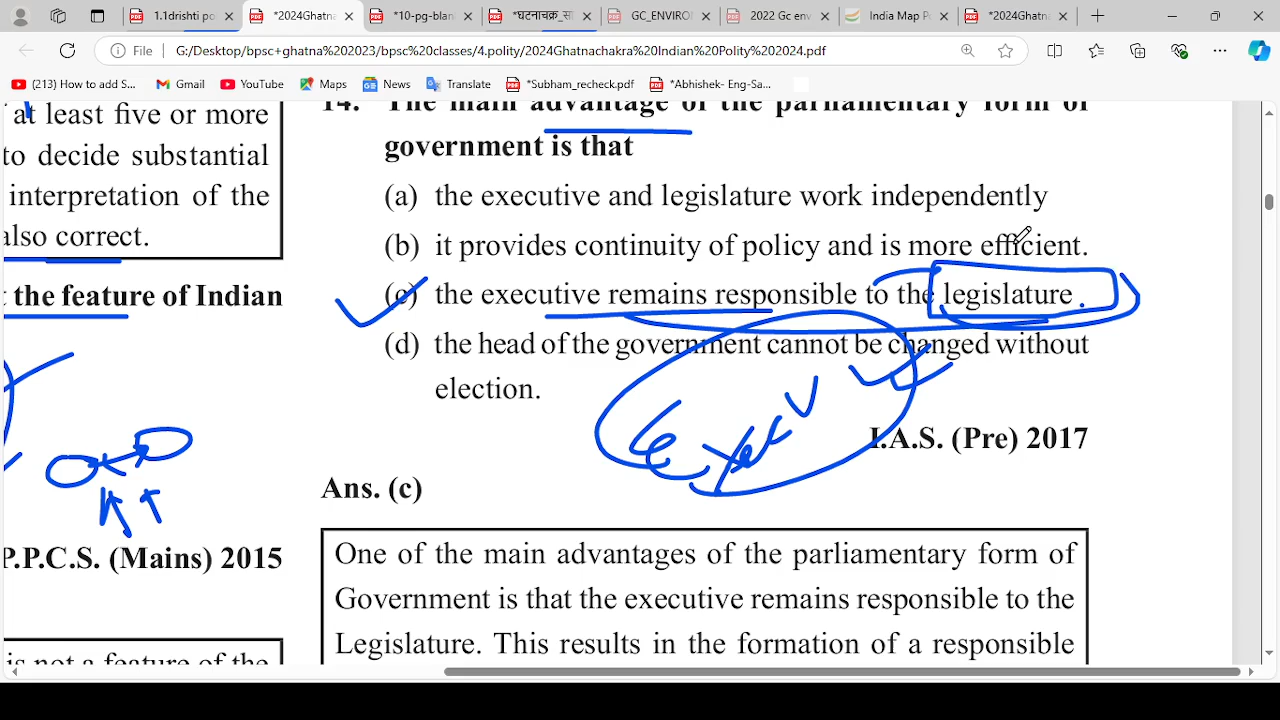 1.1drishti po
*2024Ghatna
*10-pg-blan
*घटनाचक्र_सा
GC_ENVIRO
2022 Gc env
India Map Po
*2024Ghatna
File
G:/Desktop/bpsc+ghatna%202023/bpsc%20classes/4.polity/2024Ghatnachakra%20Indian%20Polity%202024.pdf
(213) How to add S...
Gmail
YouTube
Maps
News
Translate
*Subham_recheck.pdf
*Abhishek- Eng-Sa...
at least five or more
to decide substantial
interpretation of the
also correct.
the feature of Indian
P.P.C.S. (Mains) 2015
is not a feature of the
14. The main advantage of the parliamentary form of
government is that
(a) the executive and legislature work independently
(b) it provides continuity of policy and is more efficient.
(c) the executive remains responsible to the legislature.
(d) the head of the government cannot be changed without
election.
I.A.S. (Pre) 2017
Ans. (c)
One of the main advantages of the parliamentary form of
Government is that the executive remains responsible to the
Legislature. This results in the formation of a responsible